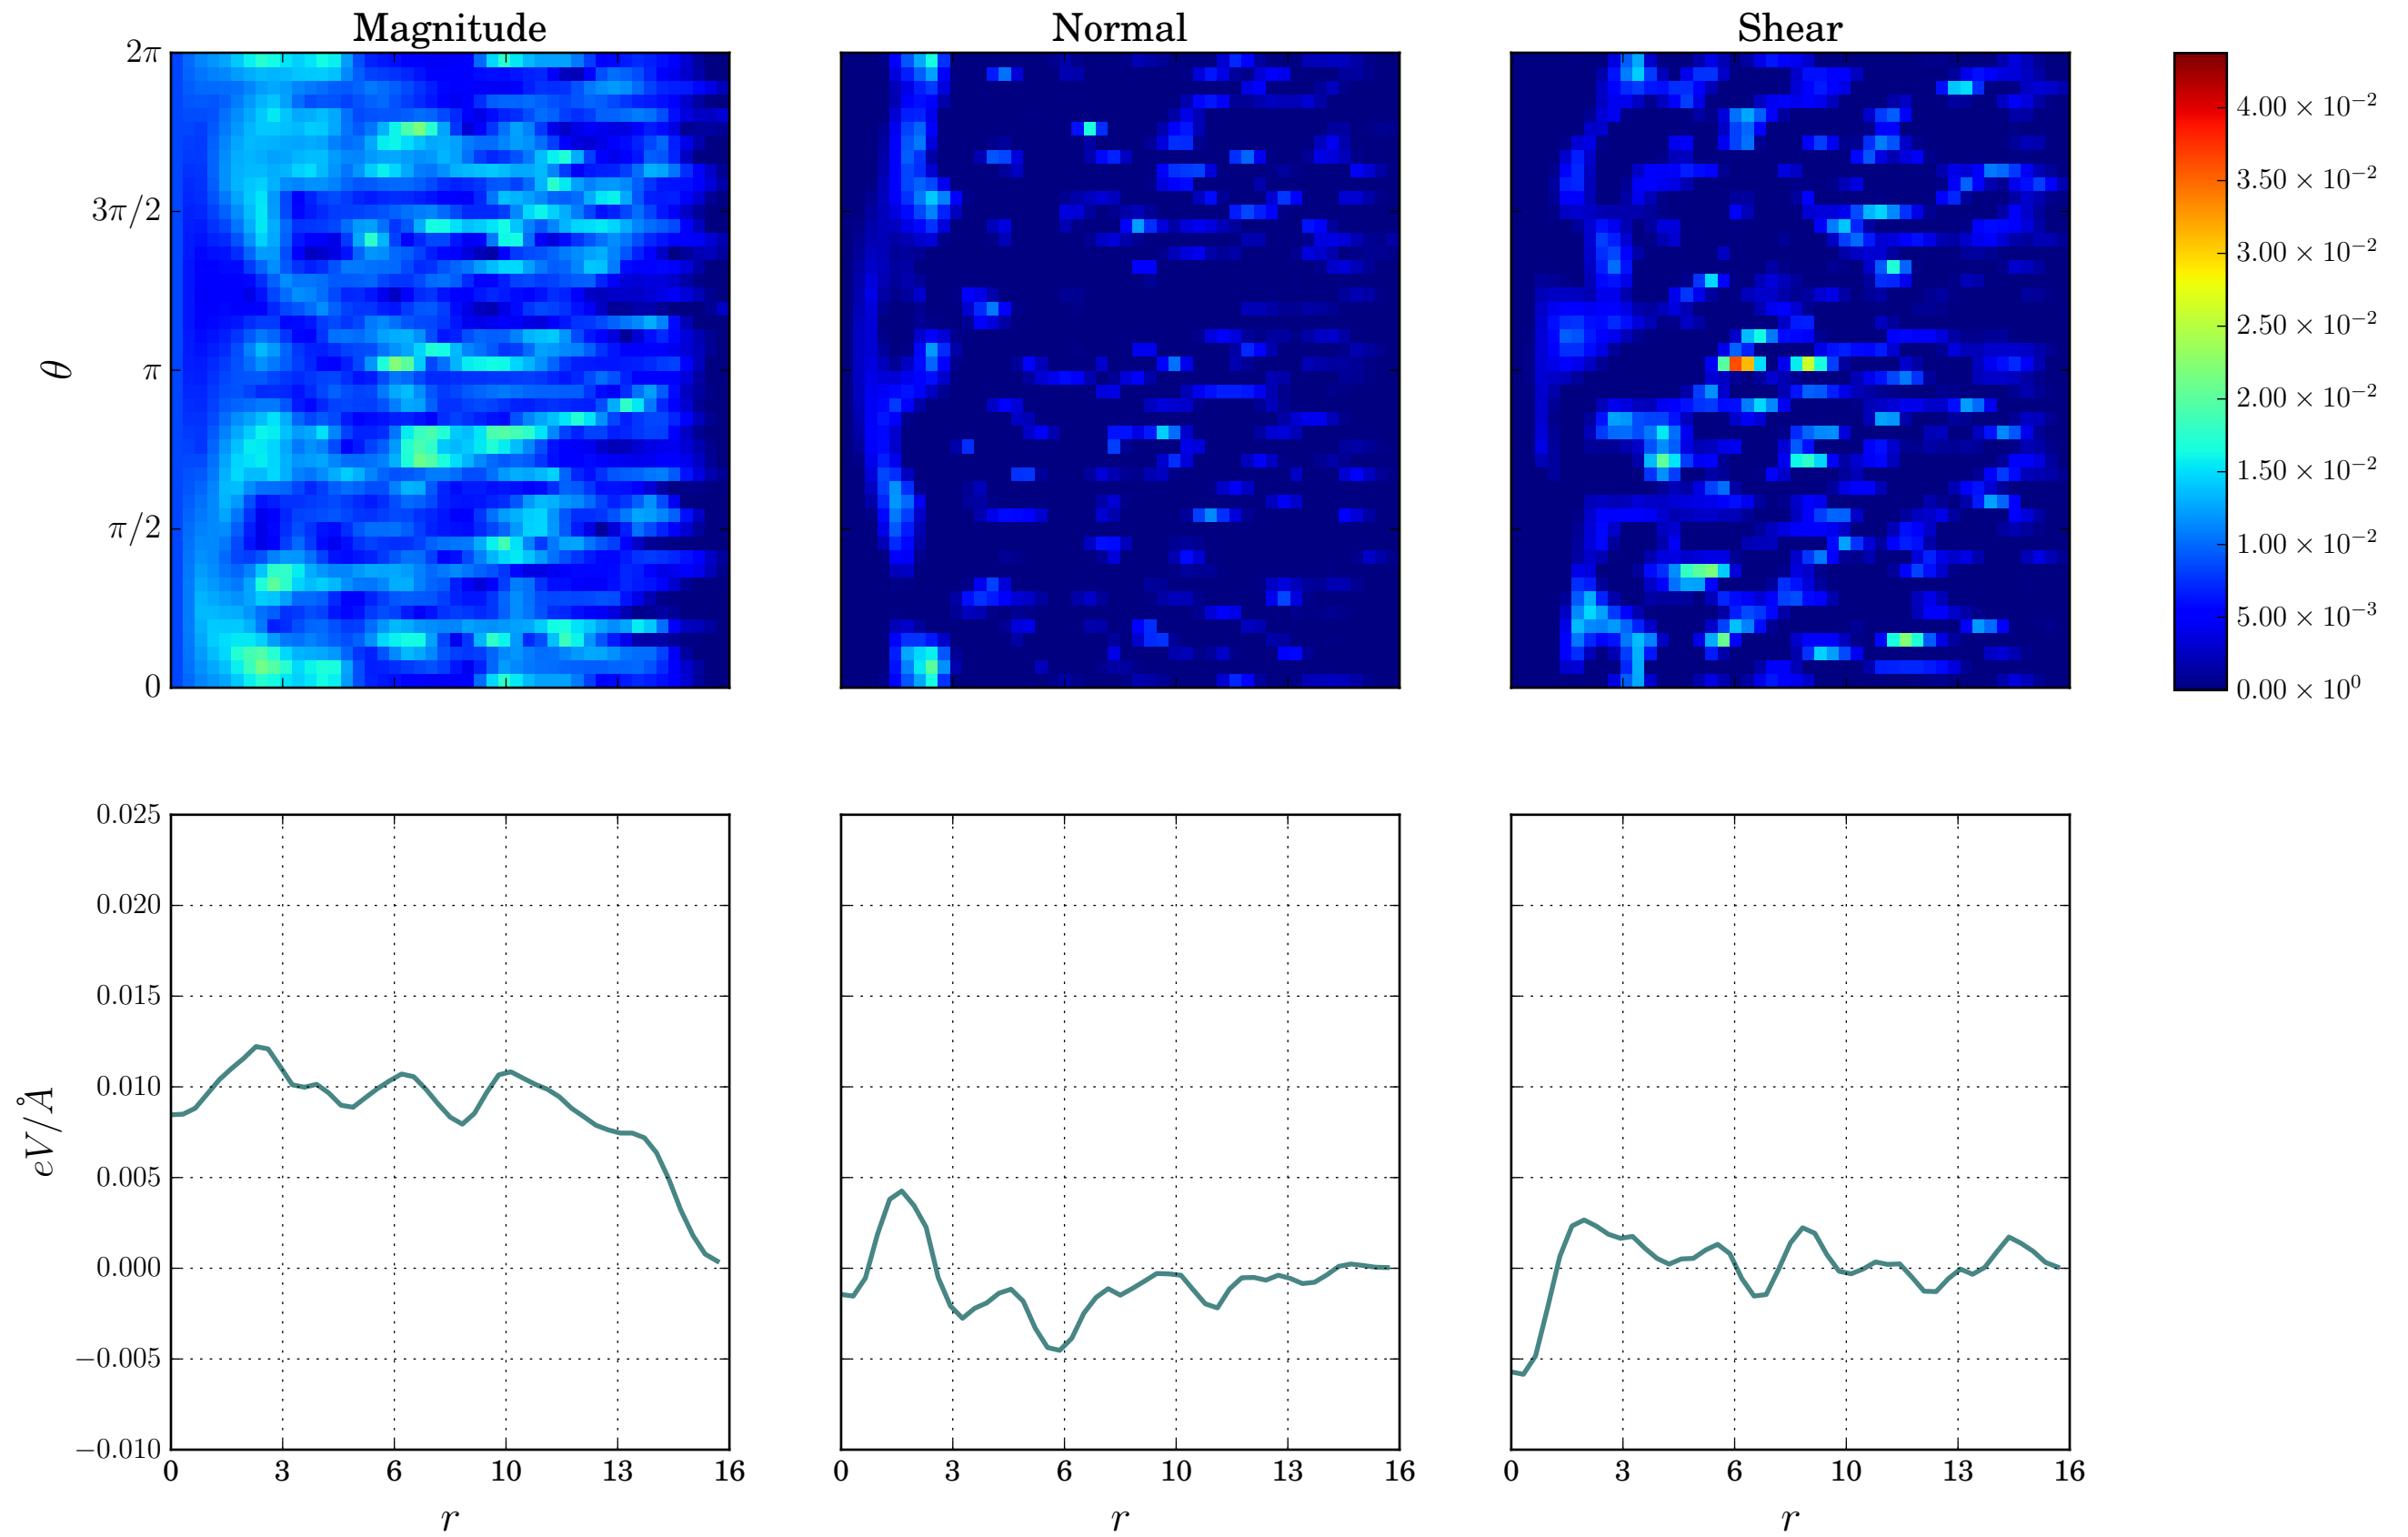 Magnitude Normal Shear
2π
3π/2
π
π/2
0
θ
4.00 × 10⁻²
3.50 × 10⁻²
3.00 × 10⁻²
2.50 × 10⁻²
2.00 × 10⁻²
1.50 × 10⁻²
1.00 × 10⁻²
5.00 × 10⁻³
0.00 × 10⁰
0.025
0.020
0.015
0.010
0.005
0.000
−0.005
−0.010
eV/Å
0 3 6 10 13 16 0 3 6 10 13 16 0 3 6 10 13 16
r r r